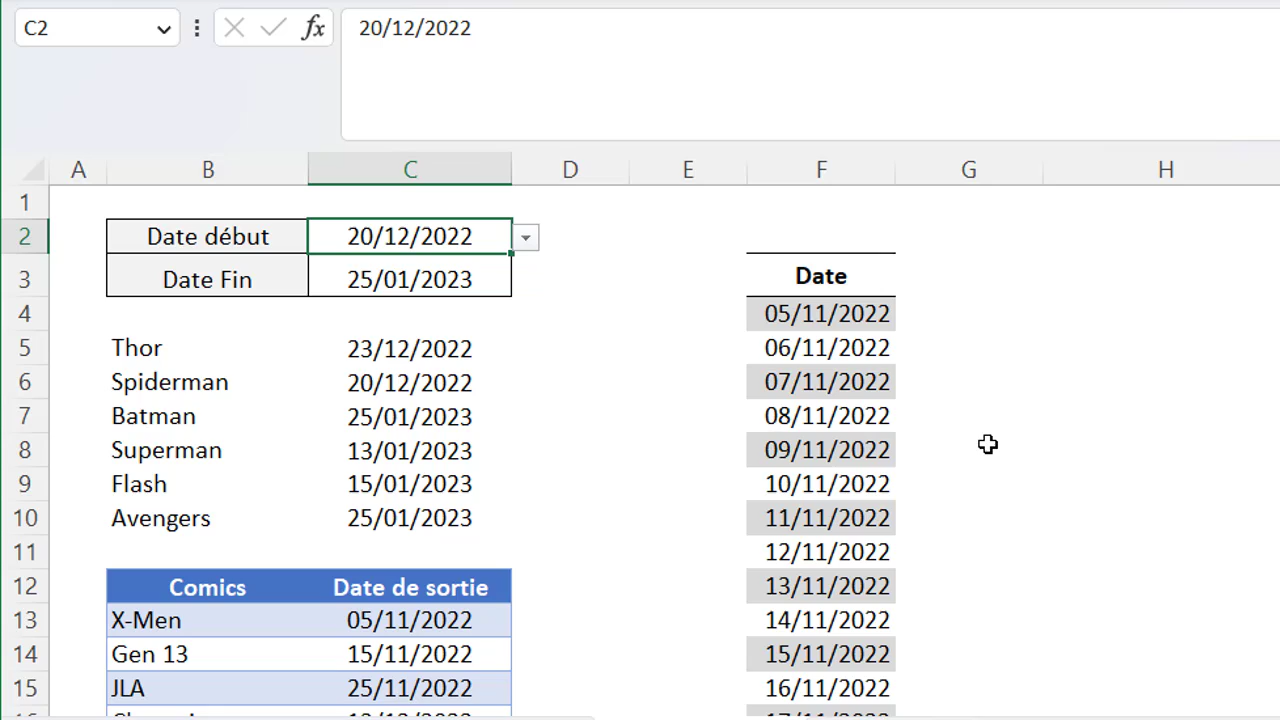 C2 fx 20/12/2022
A B C D E F G H
1
2 Date début 20/12/2022
3 Date Fin 25/01/2023 Date
4 05/11/2022
5 Thor 23/12/2022 06/11/2022
6 Spiderman 20/12/2022 07/11/2022
7 Batman 25/01/2023 08/11/2022
8 Superman 13/01/2023 09/11/2022
9 Flash 15/01/2023 10/11/2022
10 Avengers 25/01/2023 11/11/2022
11 12/11/2022
12 Comics Date de sortie 13/11/2022
13 X-Men 05/11/2022 14/11/2022
14 Gen 13 15/11/2022 15/11/2022
15 JLA 25/11/2022 16/11/2022